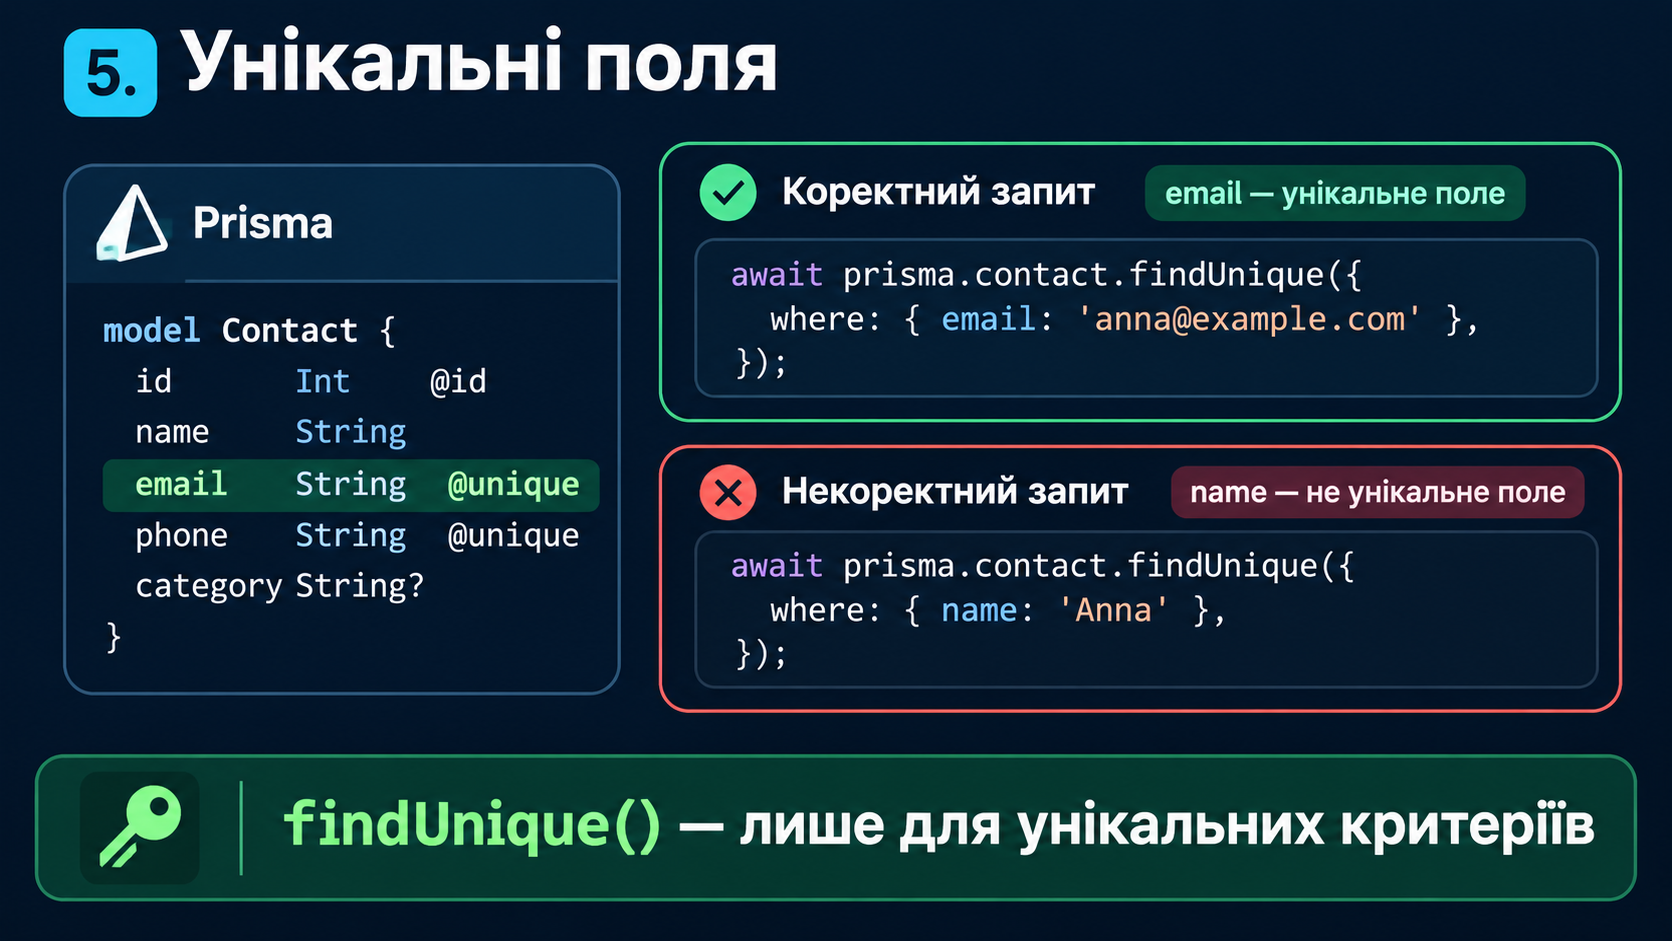 5. Унікальні поля
Prisma
model Contact {
id Int @id
name String
email String @unique
phone String @unique
category String?
}
Коректний запит
email — унікальне поле
await prisma.contact.findUnique({
where: { email: 'anna@example.com' },
});
Некоректний запит
name — не унікальне поле
await prisma.contact.findUnique({
where: { name: 'Anna' },
});
findUnique() — лише для унікальних критеріїв